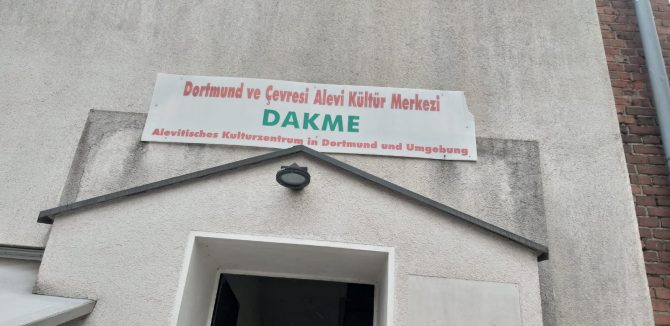 Dortmund ve Çevresi Alevi Kültür Merkezi
DAKME
Alevitisches Kulturzentrum in Dortmund und Umgebung